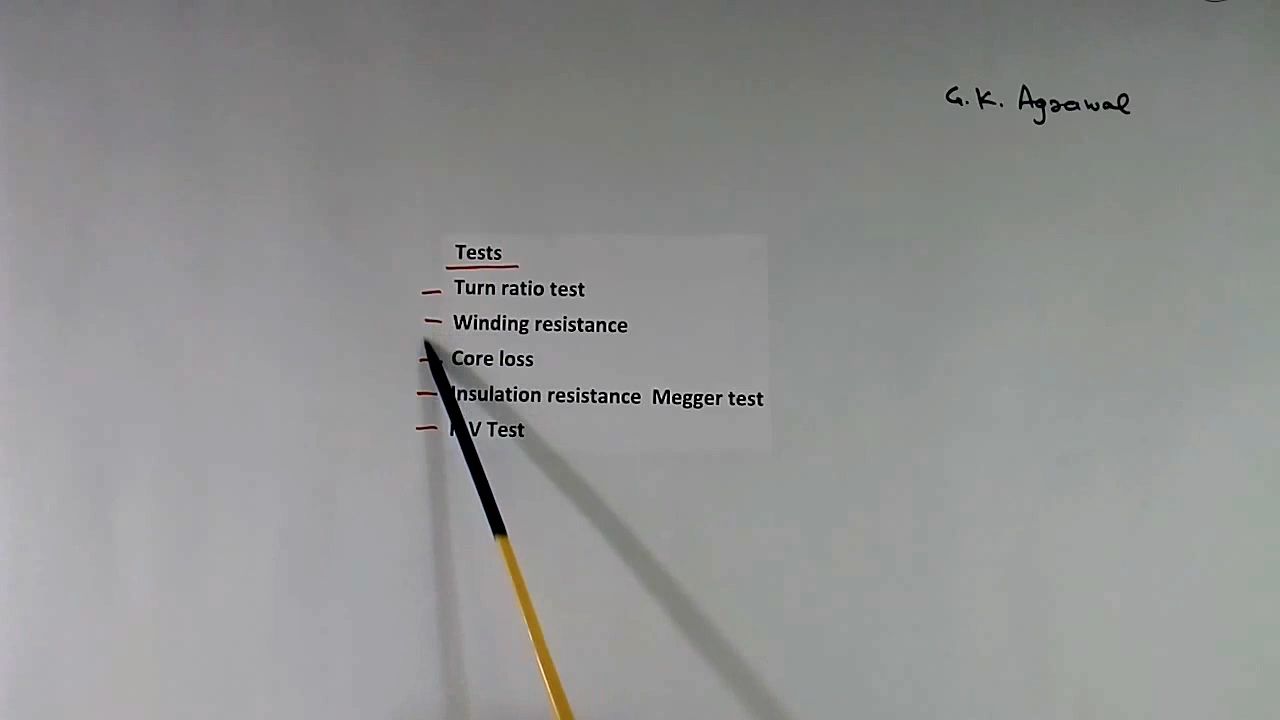 G. K. Agrawal
Tests
Turn ratio test
Winding resistance
Core loss
Insulation resistance Megger test
Test